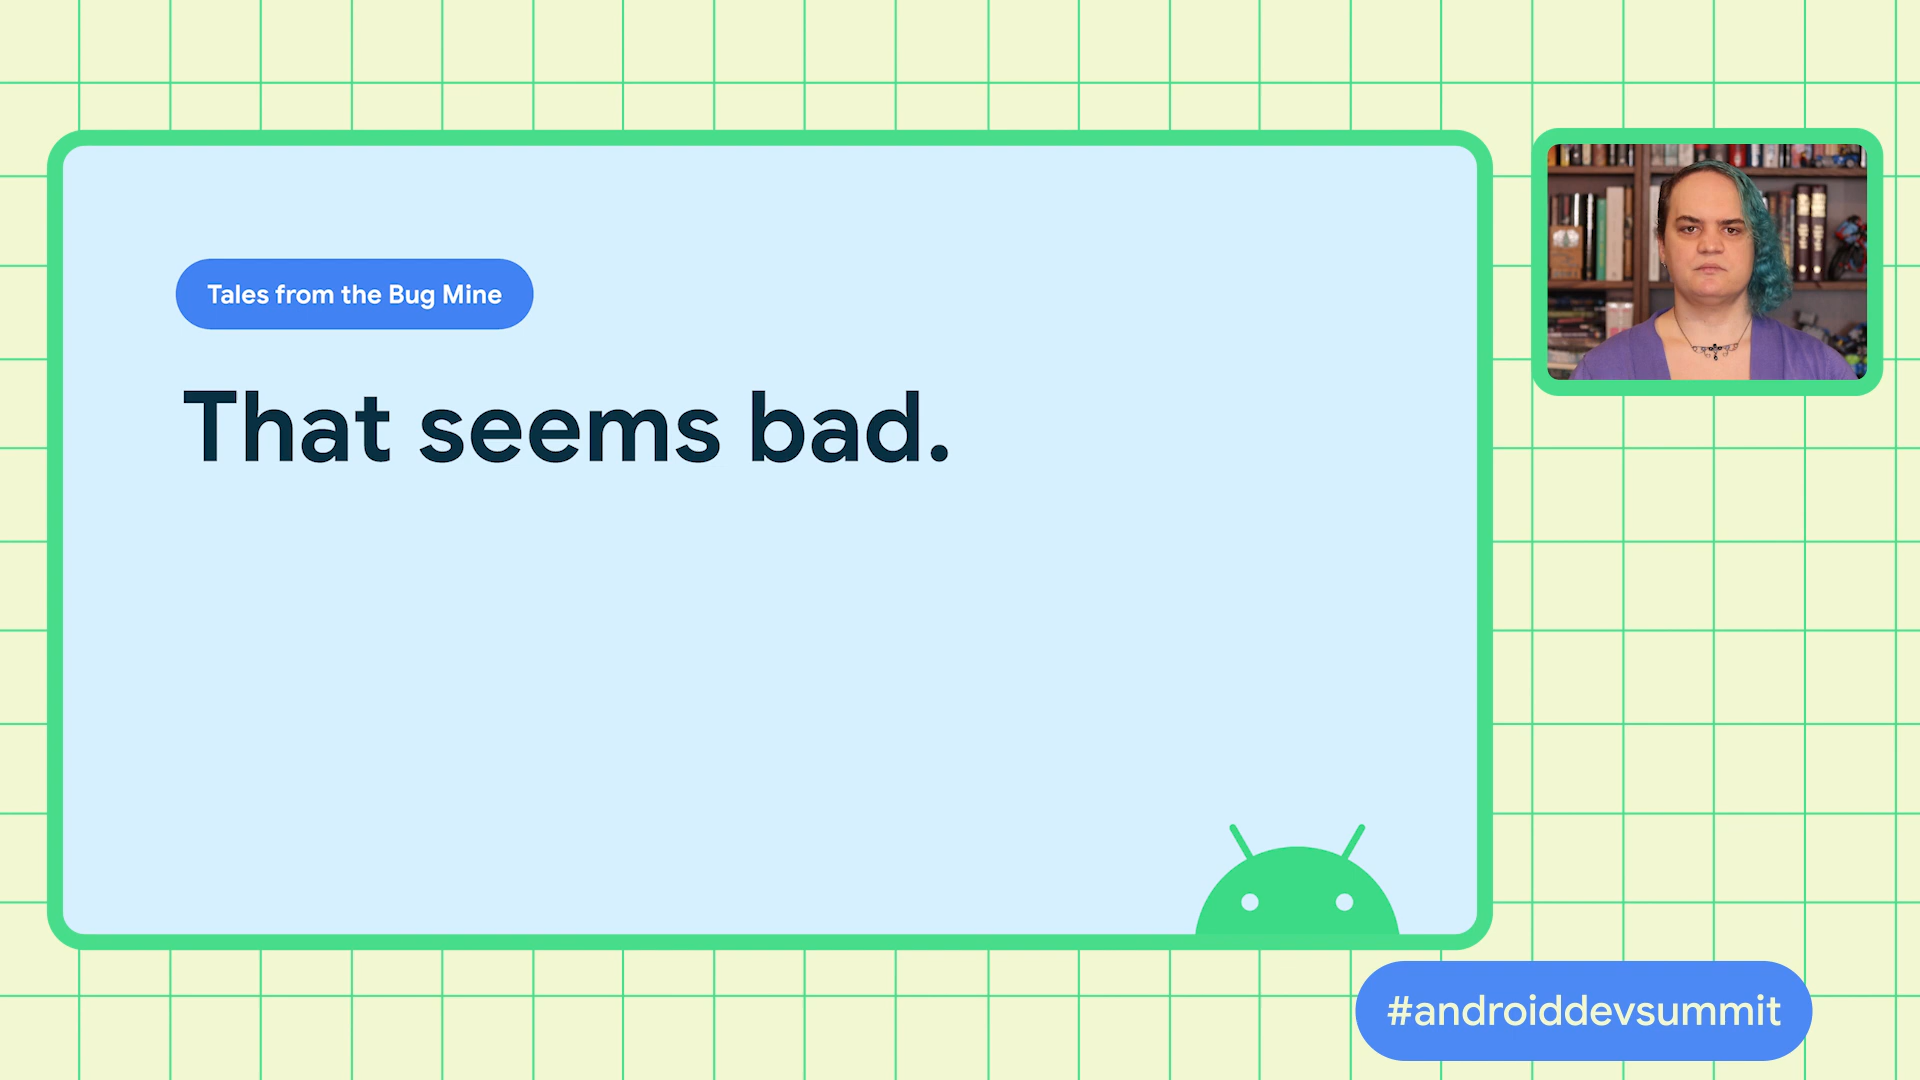 Tales from the Bug Mine
That seems bad.
#androiddevsummit